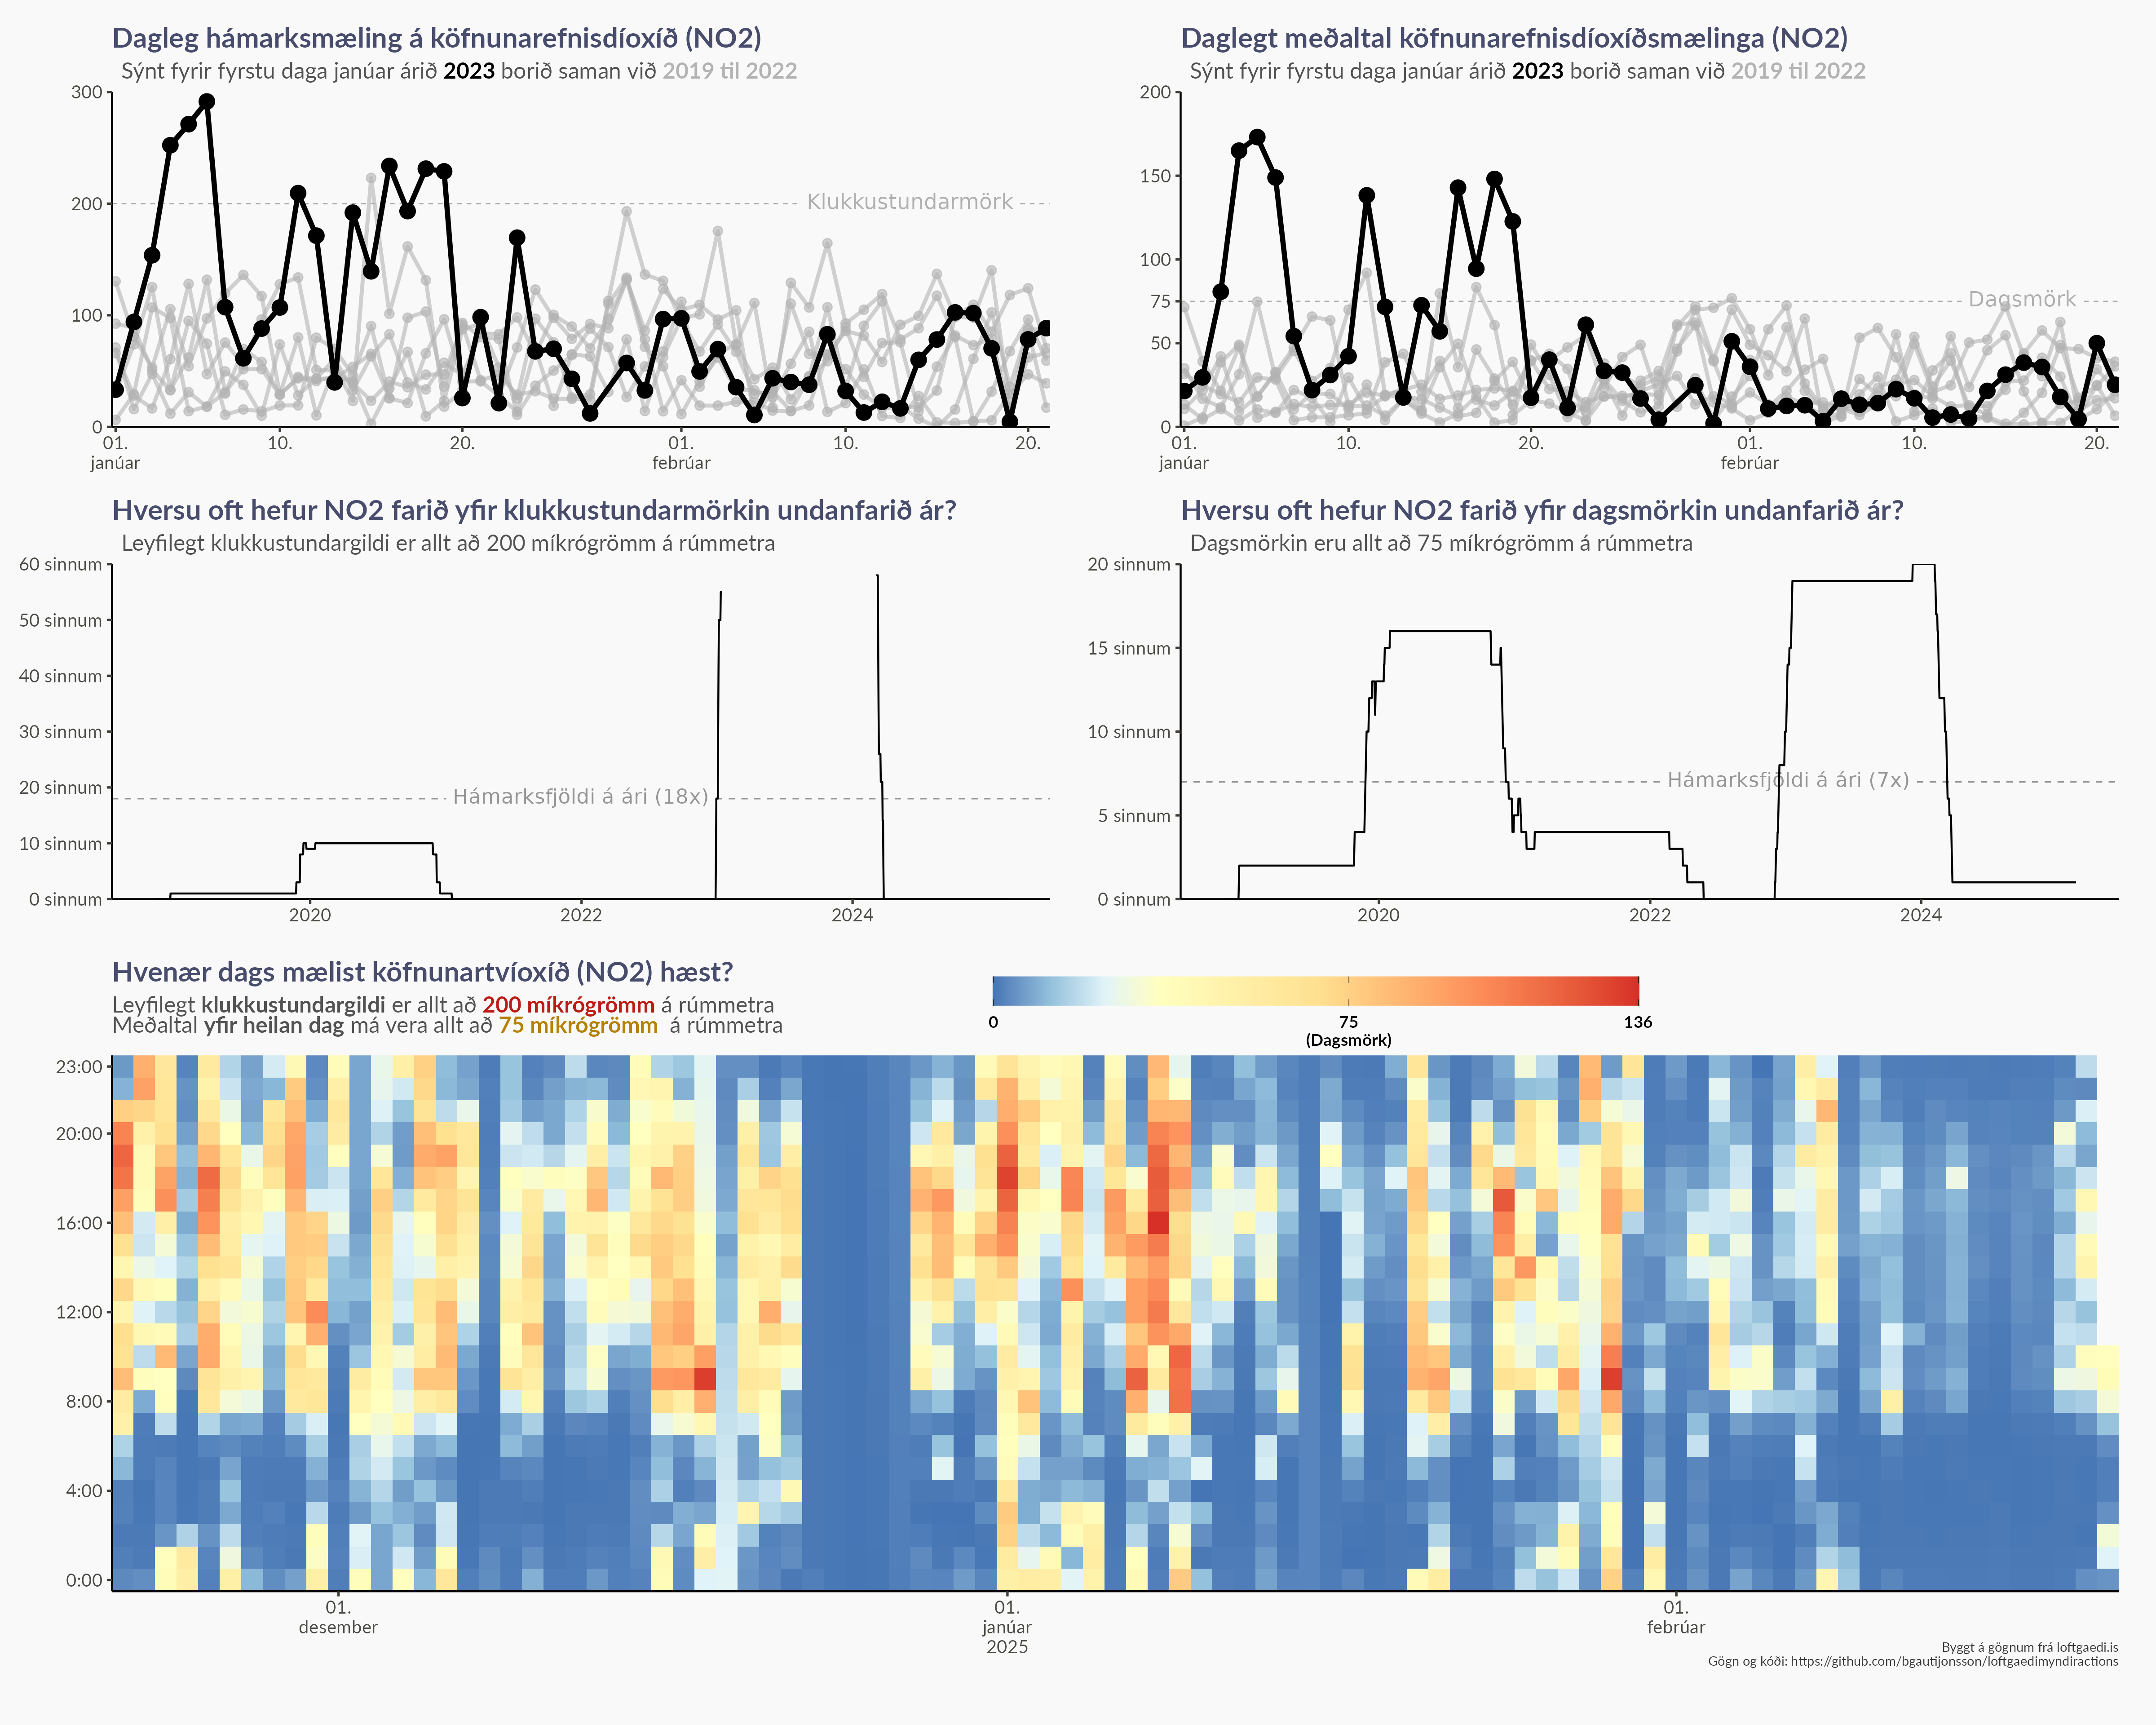 Dagleg hámarksmæling á köfnunarefnisdíoxíð (NO2)
Sýnt fyrir fyrstu daga janúar árið 2023 borið saman við 2019 til 2022
300
200
100
0
Klukkustundarmörk
01. janúar
10.
20.
01. febrúar
10.
20.
Daglegt meðaltal köfnunarefnisdíoxíðsmælinga (NO2)
Sýnt fyrir fyrstu daga janúar árið 2023 borið saman við 2019 til 2022
200
150
100
75
50
0
Dagsmörk
01. janúar
10.
20.
01. febrúar
10.
20.
Hversu oft hefur NO2 farið yfir klukkustundarmörkin undanfarið ár?
Leyfilegt klukkustundargildi er allt að 200 míkrógrömm á rúmmetra
60 sinnum
50 sinnum
40 sinnum
30 sinnum
20 sinnum
10 sinnum
0 sinnum
Hámarksfjöldi á ári (18x)
2020
2022
2024
Hversu oft hefur NO2 farið yfir dagsmörkin undanfarið ár?
Dagsmörkin eru allt að 75 míkrógrömm á rúmmetra
20 sinnum
15 sinnum
10 sinnum
5 sinnum
0 sinnum
Hámarksfjöldi á ári (7x)
2020
2022
2024
Hvenær dags mælist köfnunartvíoxíð (NO2) hæst?
Leyfilegt klukkustundargildi er allt að 200 míkrógrömm á rúmmetra
Meðaltal yfir heilan dag má vera allt að 75 míkrógrömm á rúmmetra
0
75
(Dagsmörk)
136
23:00
20:00
16:00
12:00
8:00
4:00
0:00
01.
desember
01.
janúar
2025
01.
febrúar
Byggt á gögnum frá loftgaedi.is
Gögn og kóði: https://github.com/bgautijonsson/loftgaedimyndiractions